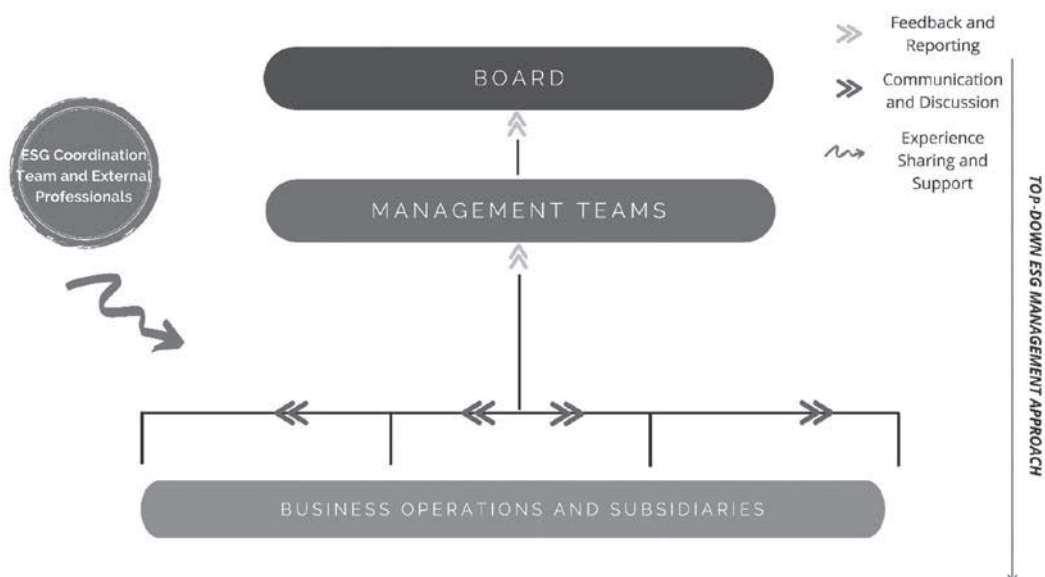 BOARD
Feedback and
Reporting
Communication
and Discussion
Experience
Sharing and
Support
ESG Coordination
Team and External
Professionals
MANAGEMENT TEAMS
TOP-DOWN ESG MANAGEMENT APPROACH
BUSINESS OPERATIONS AND SUBSIDIARIES